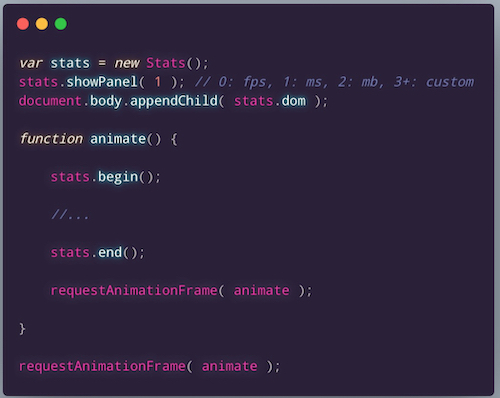 var stats = new Stats();
stats.showPanel( 1 ); // 0: fps, 1: ms, 2: mb, 3+: custom
document.body.appendChild( stats.dom );
function animate() {
stats.begin();
//...
stats.end();
requestAnimationFrame( animate );
}
requestAnimationFrame( animate );